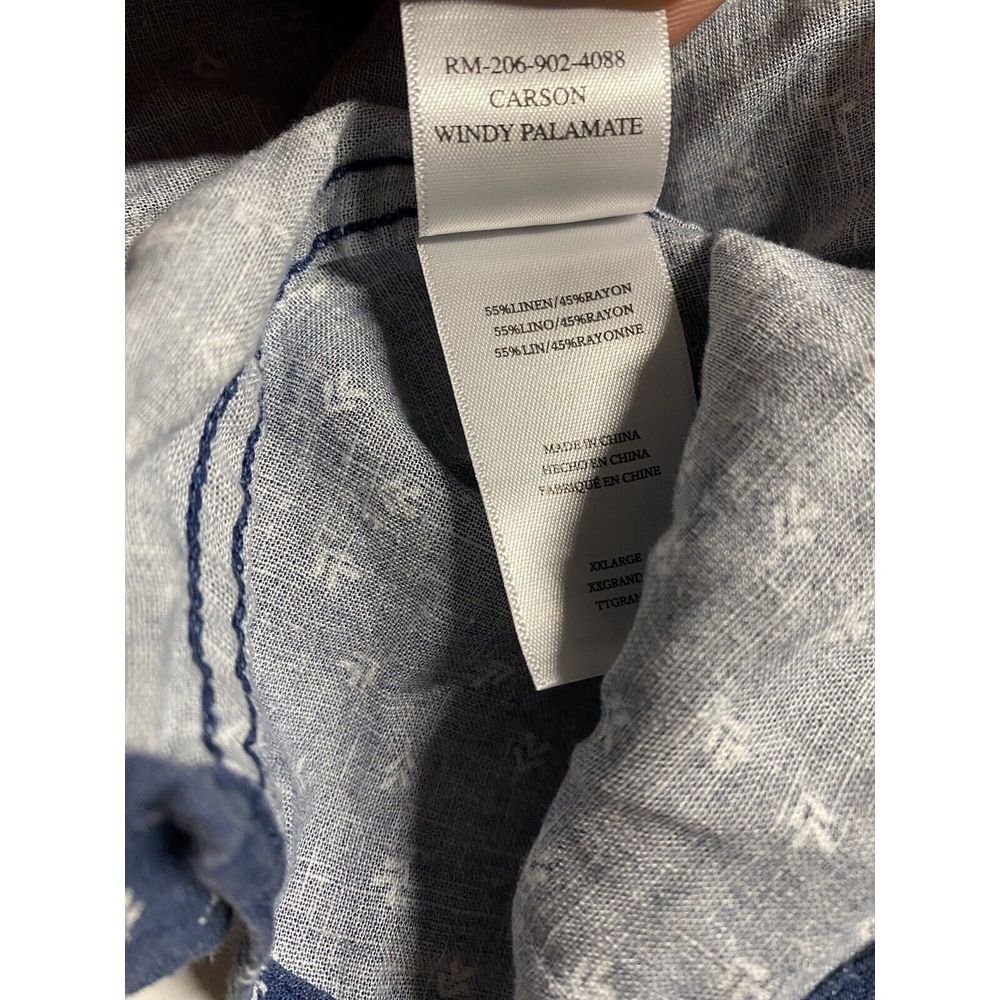 RM-206-902-4088
CARSON
WINDY PALAMATE
55%LINEN/45%RAYON
55%LINO/45%RAYON
55%LIN/45%RAYONNE
MADE IN CHINA
HECHO EN CHINA
FABRIQUÉ EN CHINE
XXLARGE
XXGRAND